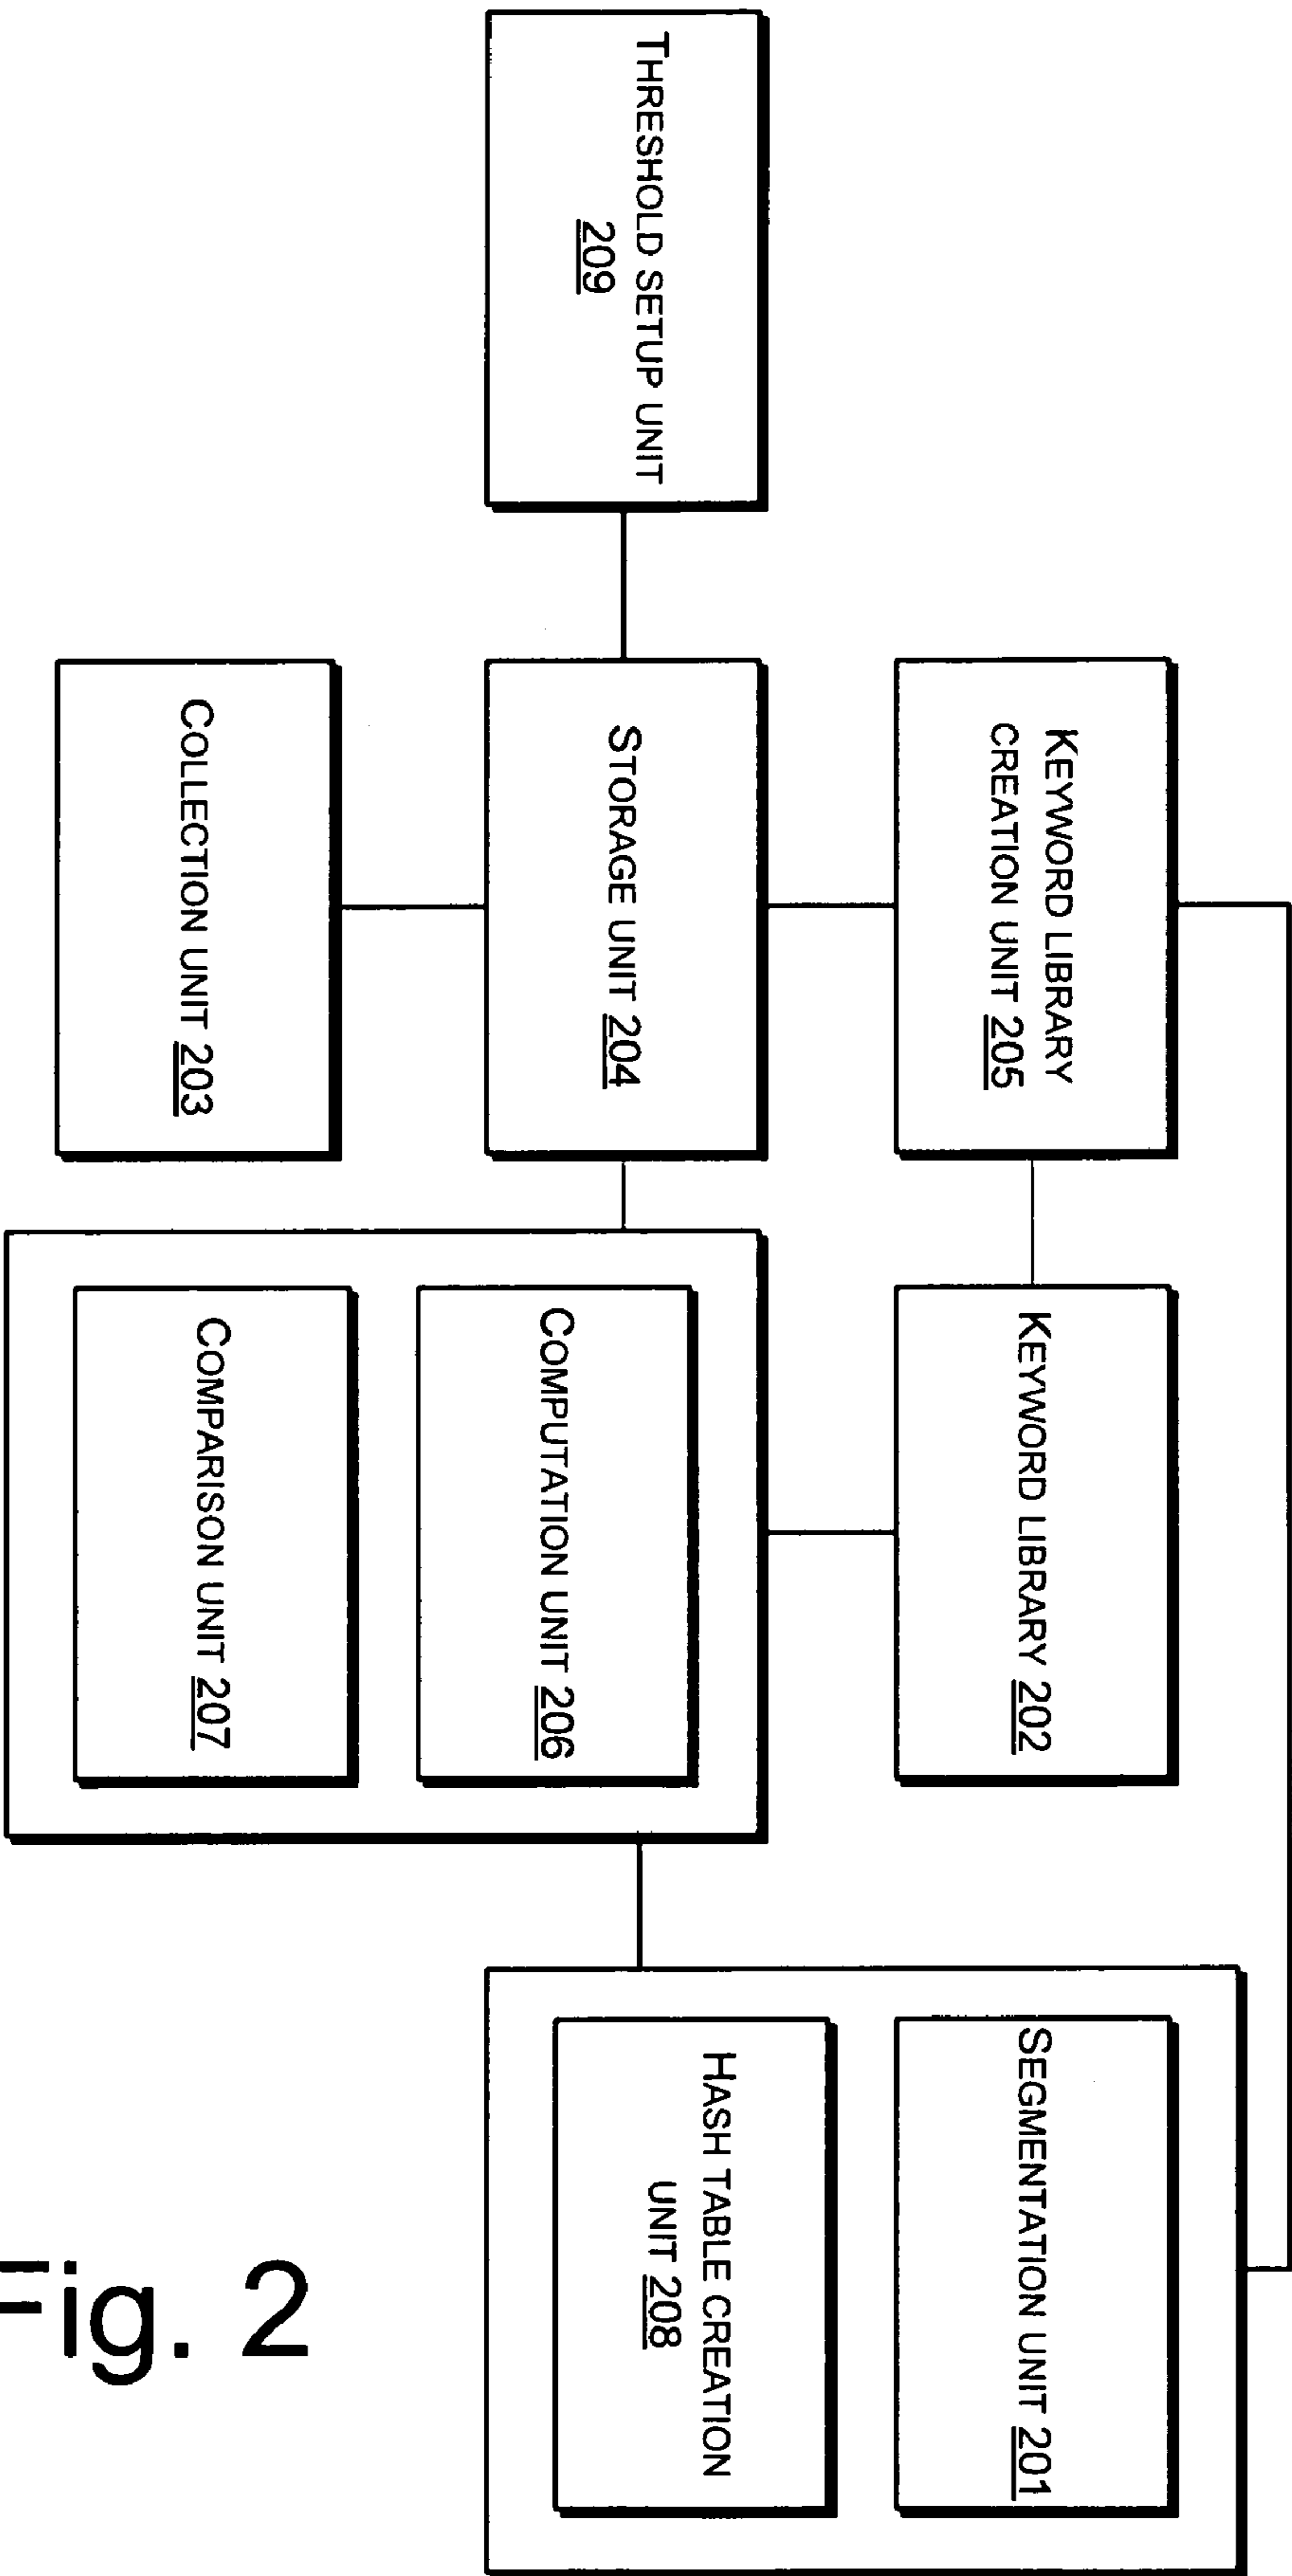 KEYWORD LIBRARY
CREATION UNIT 205
KEYWORD LIBRARY 202
SEGMENTATION UNIT 201
THRESHOLD SETUP UNIT
209
STORAGE UNIT 204
COMPUTATION UNIT 206
HASH TABLE CREATION
UNIT 208
COLLECTION UNIT 203
COMPARISON UNIT 207
Fig. 2